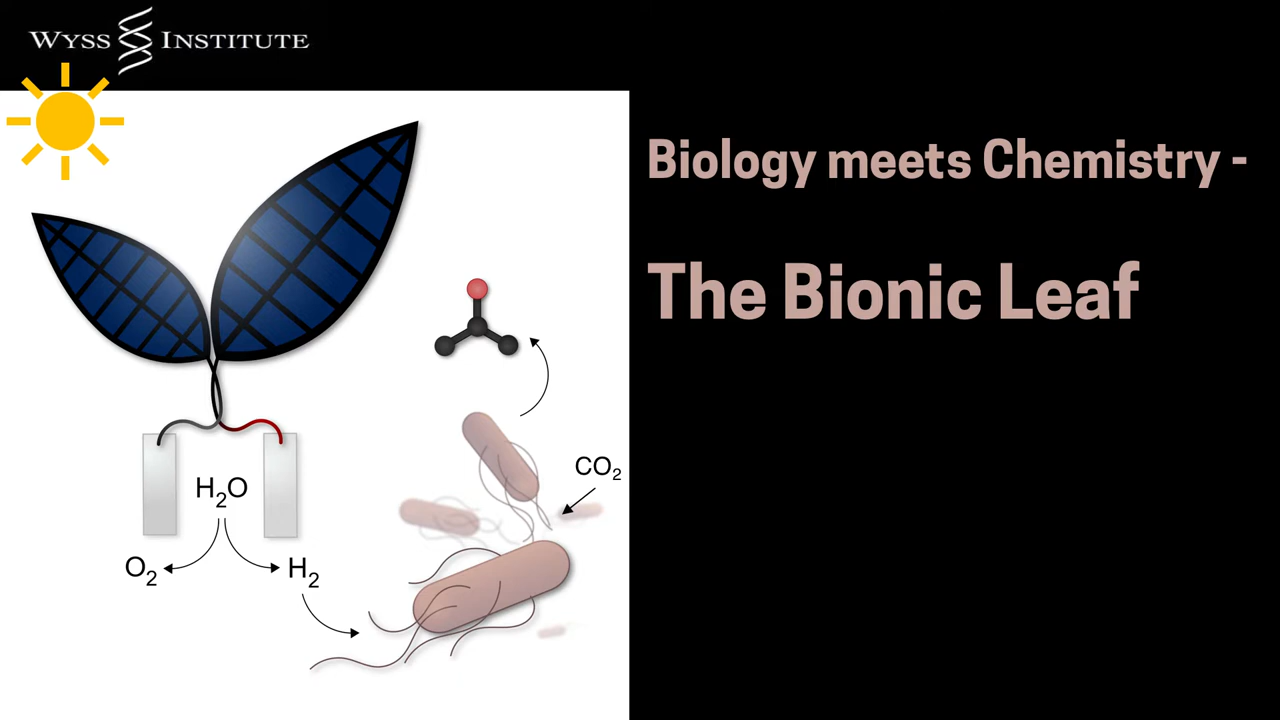 WYSS INSTITUTE
Biology meets Chemistry -
The Bionic Leaf
CO₂
H₂O
O₂
H₂